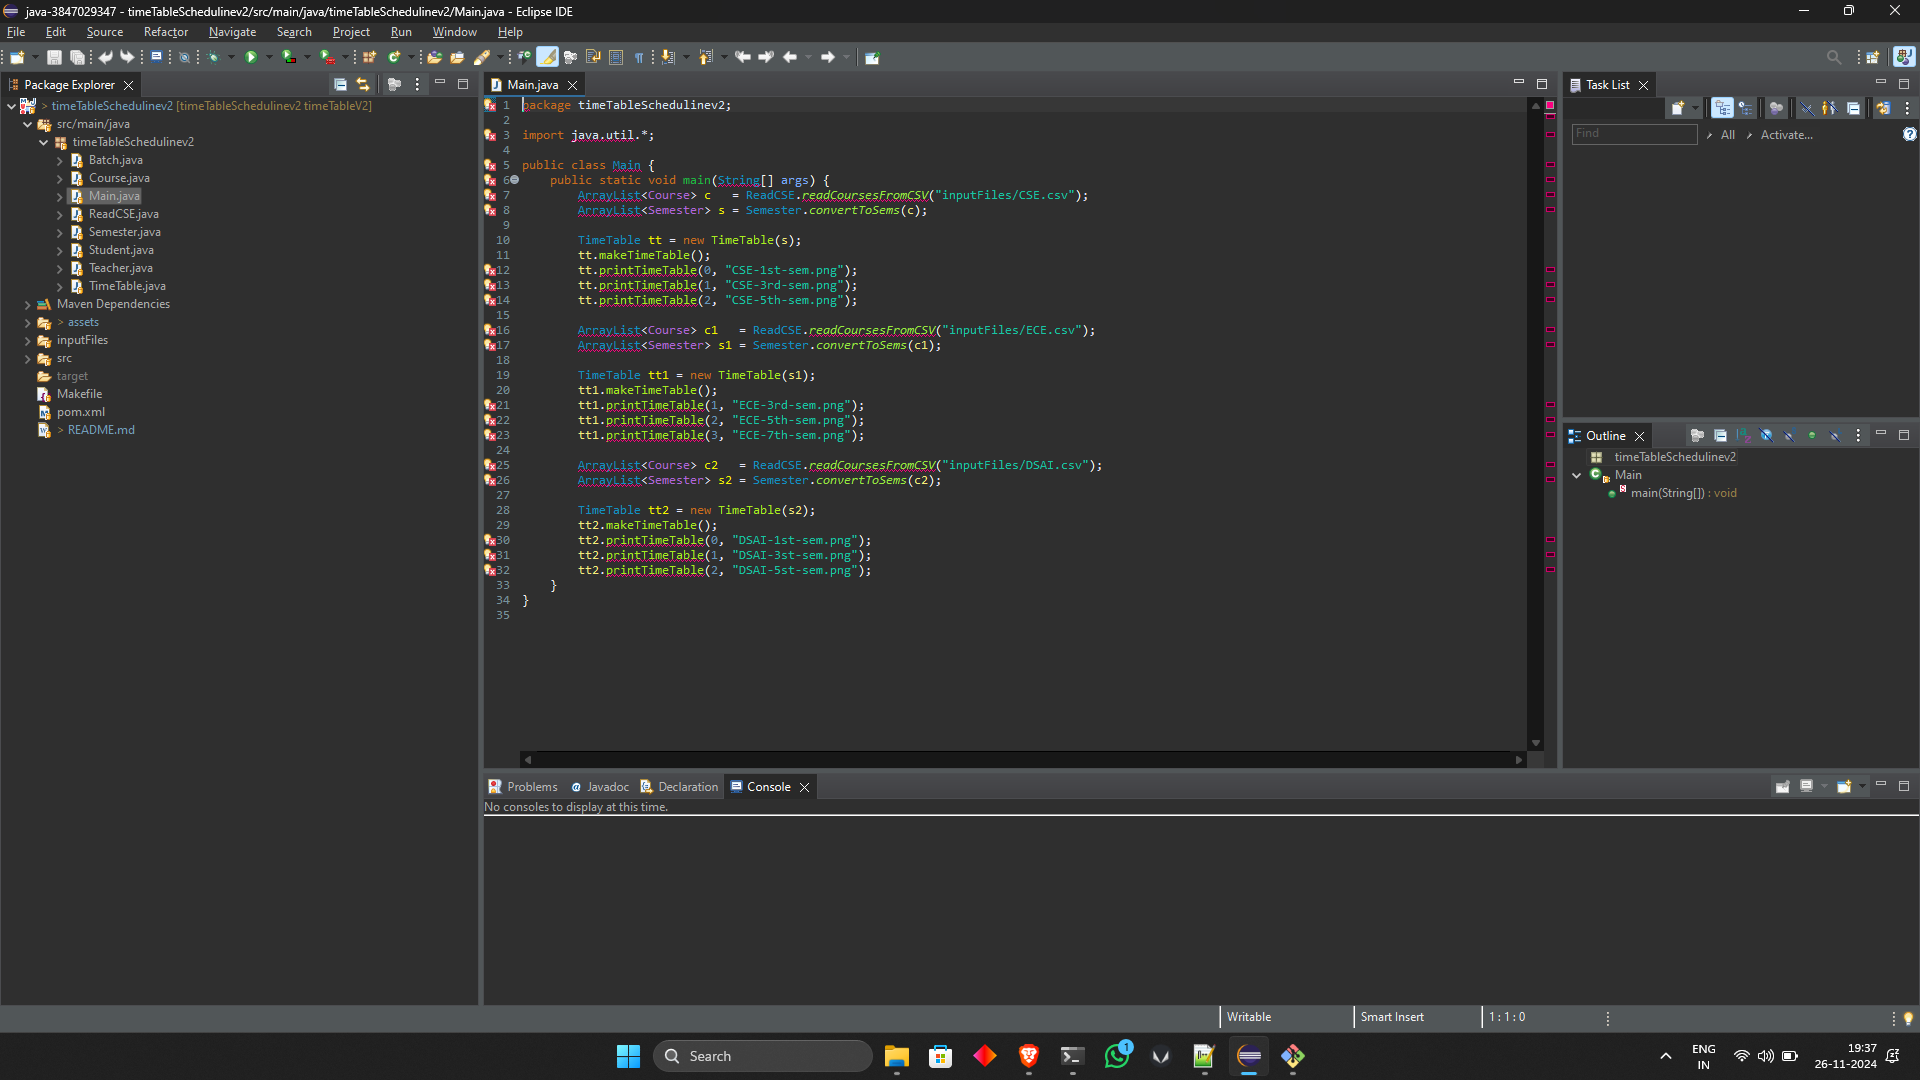 java-3847029347 - timeTableSchedulinev2/src/main/java/timeTableSchedulinev2/Main.java - Eclipse IDE
File Edit Source Refactor Navigate Search Project Run Window Help
Package Explorer
> timeTableSchedulinev2 [timeTableSchedulinev2 timeTableV2]
src/main/java
timeTableSchedulinev2
Batch.java
Course.java
Main.java
ReadCSE.java
Semester.java
Student.java
Teacher.java
TimeTable.java
Maven Dependencies
> assets
inputFiles
src
target
Makefile
pom.xml
> README.md
Main.java
1 package timeTableSchedulinev2;
2
3 import java.util.*;
4
5 public class Main {
6 public static void main(String[] args) {
7 ArrayList<Course> c = ReadCSE.readCoursesFromCSV("inputFiles/CSE.csv");
8 ArrayList<Semester> s = Semester.convertToSems(c);
9
10 TimeTable tt = new TimeTable(s);
11 tt.makeTimeTable();
12 tt.printTimeTable(0, "CSE-1st-sem.png");
13 tt.printTimeTable(1, "CSE-3rd-sem.png");
14 tt.printTimeTable(2, "CSE-5th-sem.png");
15
16 ArrayList<Course> c1 = ReadCSE.readCoursesFromCSV("inputFiles/ECE.csv");
17 ArrayList<Semester> s1 = Semester.convertToSems(c1);
18
19 TimeTable tt1 = new TimeTable(s1);
20 tt1.makeTimeTable();
21 tt1.printTimeTable(1, "ECE-3rd-sem.png");
22 tt1.printTimeTable(2, "ECE-5th-sem.png");
23 tt1.printTimeTable(3, "ECE-7th-sem.png");
24
25 ArrayList<Course> c2 = ReadCSE.readCoursesFromCSV("inputFiles/DSAI.csv");
26 ArrayList<Semester> s2 = Semester.convertToSems(c2);
27
28 TimeTable tt2 = new TimeTable(s2);
29 tt2.makeTimeTable();
30 tt2.printTimeTable(0, "DSAI-1st-sem.png");
31 tt2.printTimeTable(1, "DSAI-3st-sem.png");
32 tt2.printTimeTable(2, "DSAI-5st-sem.png");
33 }
34 }
35
Task List
Find All Activate...
Outline
timeTableSchedulinev2
Main
main(String[]) : void
Problems Javadoc Declaration Console
No consoles to display at this time.
Writable Smart Insert 1 : 1 : 0
Search
1
ENG
IN
19:37
26-11-2024